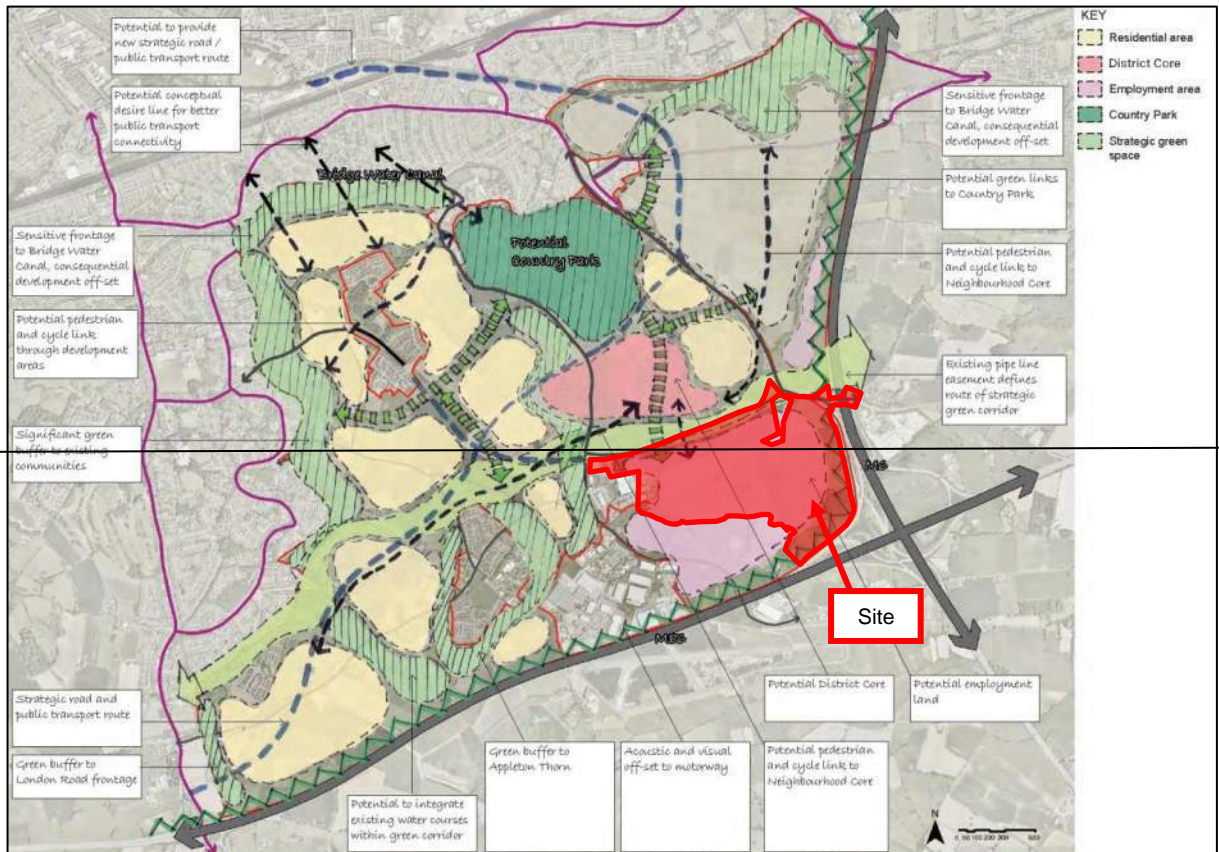 Potential to provide
new strategic road /
public transport route
Potential conceptual
desire line for better
public transport
connectivity
Bridge Water Canal
Sensitive frontage
to Bridge Water
Canal, consequential
development off-set
Potential pedestrian
and cycle link
through development
areas
Significant green
buffer to existing
communities
Strategic road and
public transport route
Green buffer to
London Road frontage
Potential to integrate
existing water courses
within green corridor
Green buffer to
Appleton Thorn
Acoustic and visual
off-set to motorway
Potential pedestrian
and cycle link to
Neighbourhood Core
Potential District
Core
Potential employment
land
Potential
Country Park
Sensitive frontage
to Bridge Water
Canal, consequential
development off-set
Potential green links
to Country Park
Potential pedestrian
and cycle link to
Neighbourhood Core
Existing pipe line
easement defines
route of strategic
green corridor
M6
M56
Site
KEY
Residential area
District Core
Employment area
Country Park
Strategic green
space
N
0 50 100 200 300 500